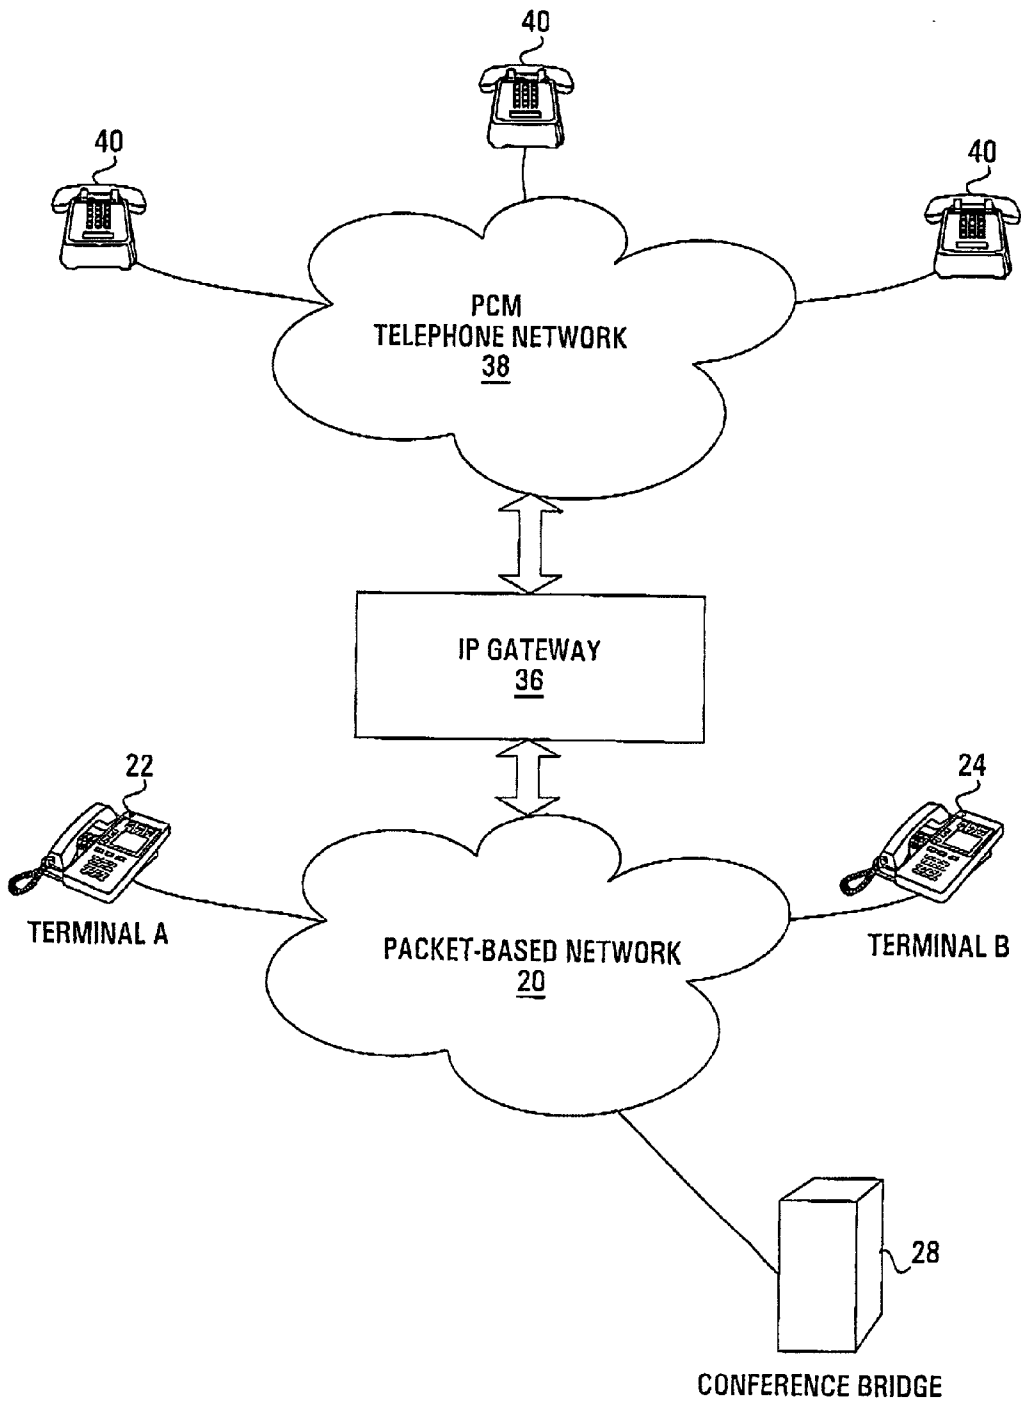 40
40
40
PCM
TELEPHONE NETWORK
38
IP GATEWAY
36
22
24
TERMINAL A
TERMINAL B
PACKET-BASED NETWORK
20
28
CONFERENCE BRIDGE